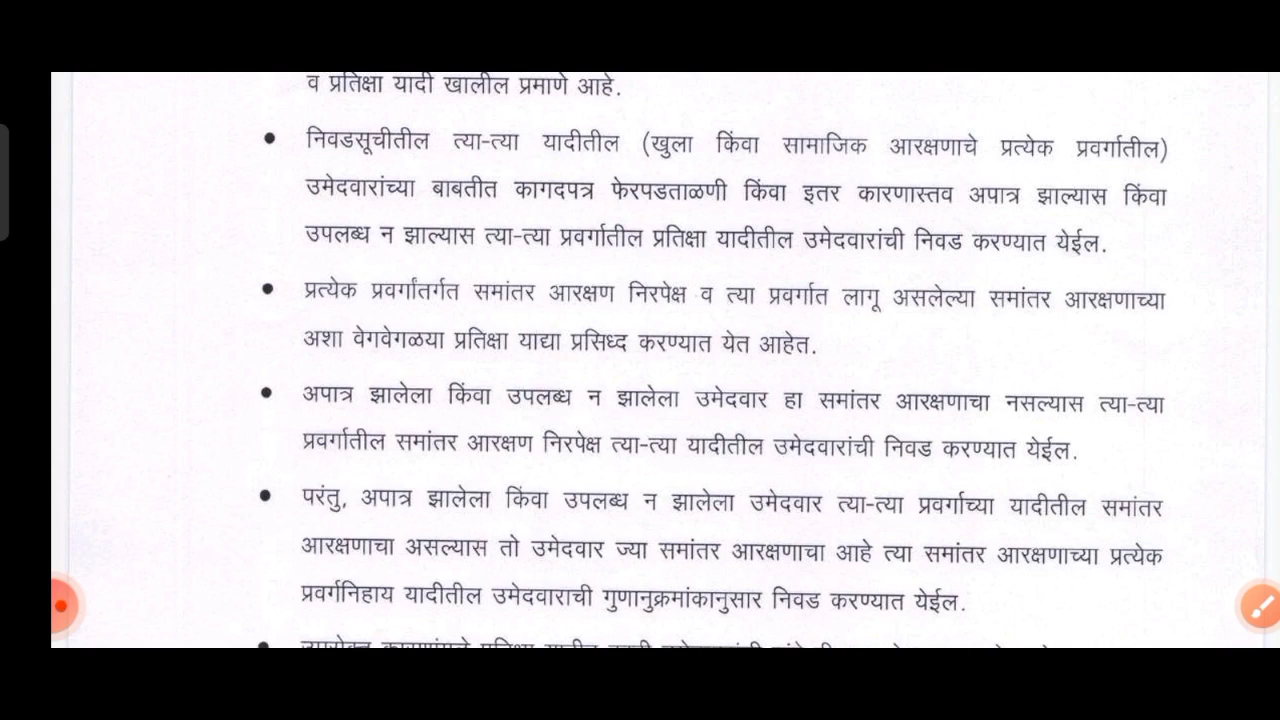 व प्रतिक्षा यादी खालील प्रमाणे आहे.
निवडसूचीतील त्या-त्या यादीतील (खुला किंवा सामाजिक आरक्षणाचे प्रत्येक प्रवर्गातील)
उमेदवारांच्या बाबतीत कागदपत्र फेरपडताळणी किंवा इतर कारणास्तव अपात्र झाल्यास किंवा
उपलब्ध न झाल्यास त्या-त्या प्रवर्गातील प्रतिक्षा यादीतील उमेदवारांची निवड करण्यात येईल.
प्रत्येक प्रवर्गांतर्गत समांतर आरक्षण निरपेक्ष व त्या प्रवर्गात लागू असलेल्या समांतर आरक्षणाच्या
अशा वेगवेगळया प्रतिक्षा याद्या प्रसिध्द करण्यात येत आहेत.
अपात्र झालेला किंवा उपलब्ध न झालेला उमेदवार हा समांतर आरक्षणाचा नसल्यास त्या-त्या
प्रवर्गातील समांतर आरक्षण निरपेक्ष त्या-त्या यादीतील उमेदवारांची निवड करण्यात येईल.
परंतु, अपात्र झालेला किंवा उपलब्ध न झालेला उमेदवार त्या-त्या प्रवर्गाच्या यादीतील समांतर
आरक्षणाचा असल्यास तो उमेदवार ज्या समांतर आरक्षणाचा आहे त्या समांतर आरक्षणाच्या प्रत्येक
प्रवर्गनिहाय यादीतील उमेदवाराची गुणानुक्रमांकानुसार निवड करण्यात येईल.